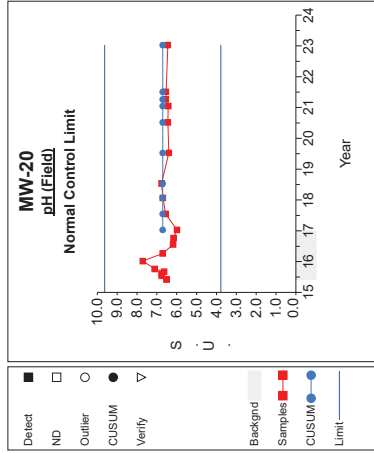 MW-20
pH (Field)
Normal Control Limit
10.0
9.0
8.0
7.0
6.0
5.0
4.0
3.0
2.0
1.0
0.0
S . U .
15
16
17
18
19
20
21
22
23
24
Year
Detect
ND
Outlier
CUSUM
Verify
Backgnd
Samples
CUSUM
Limit